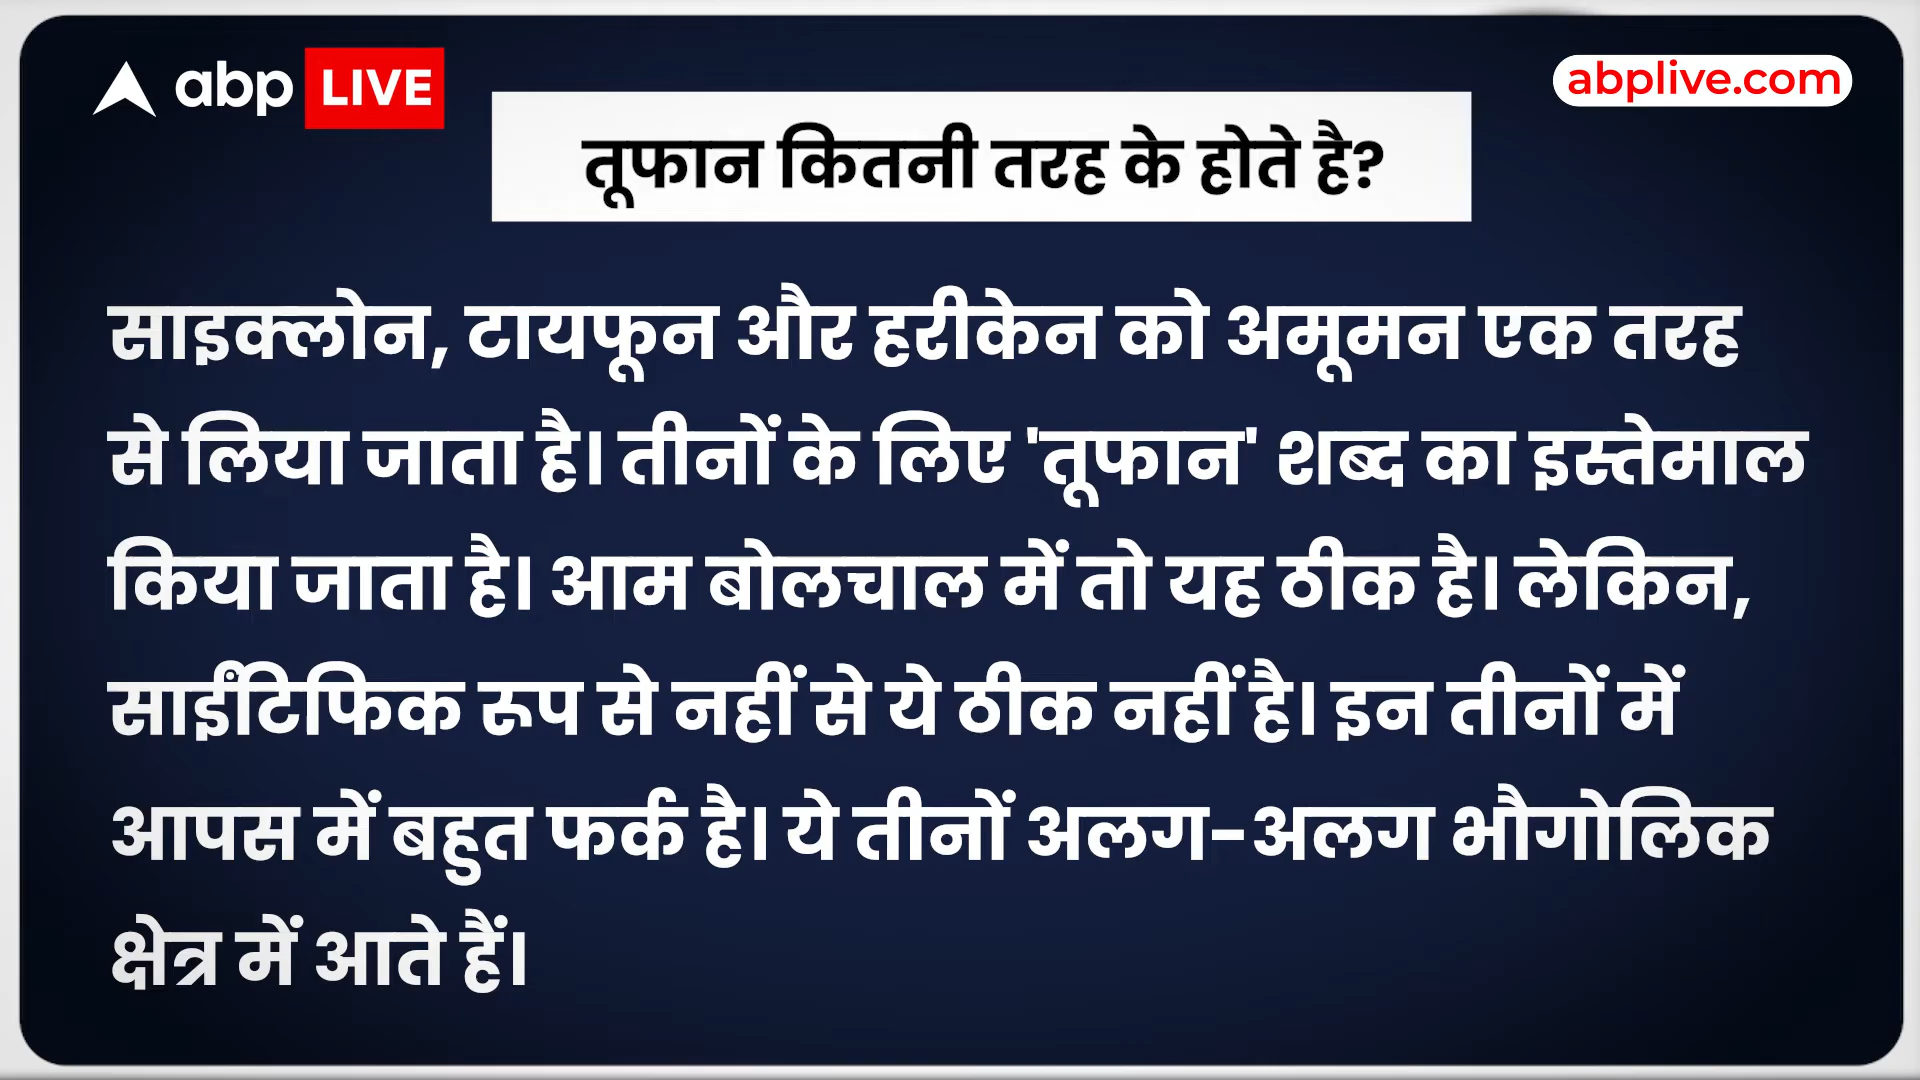 abp LIVE
abplive.com
तूफान कितनी तरह के होते है?
साइक्लोन, टायफून और हरीकेन को अमूमन एक तरह
से लिया जाता है। तीनों के लिए 'तूफान' शब्द का इस्तेमाल
किया जाता है। आम बोलचाल में तो यह ठीक है। लेकिन,
साईंटिफिक रूप से नहीं से ये ठीक नहीं है। इन तीनों में
आपस में बहुत फर्क है। ये तीनों अलग-अलग भौगोलिक
क्षेत्र में आते हैं।